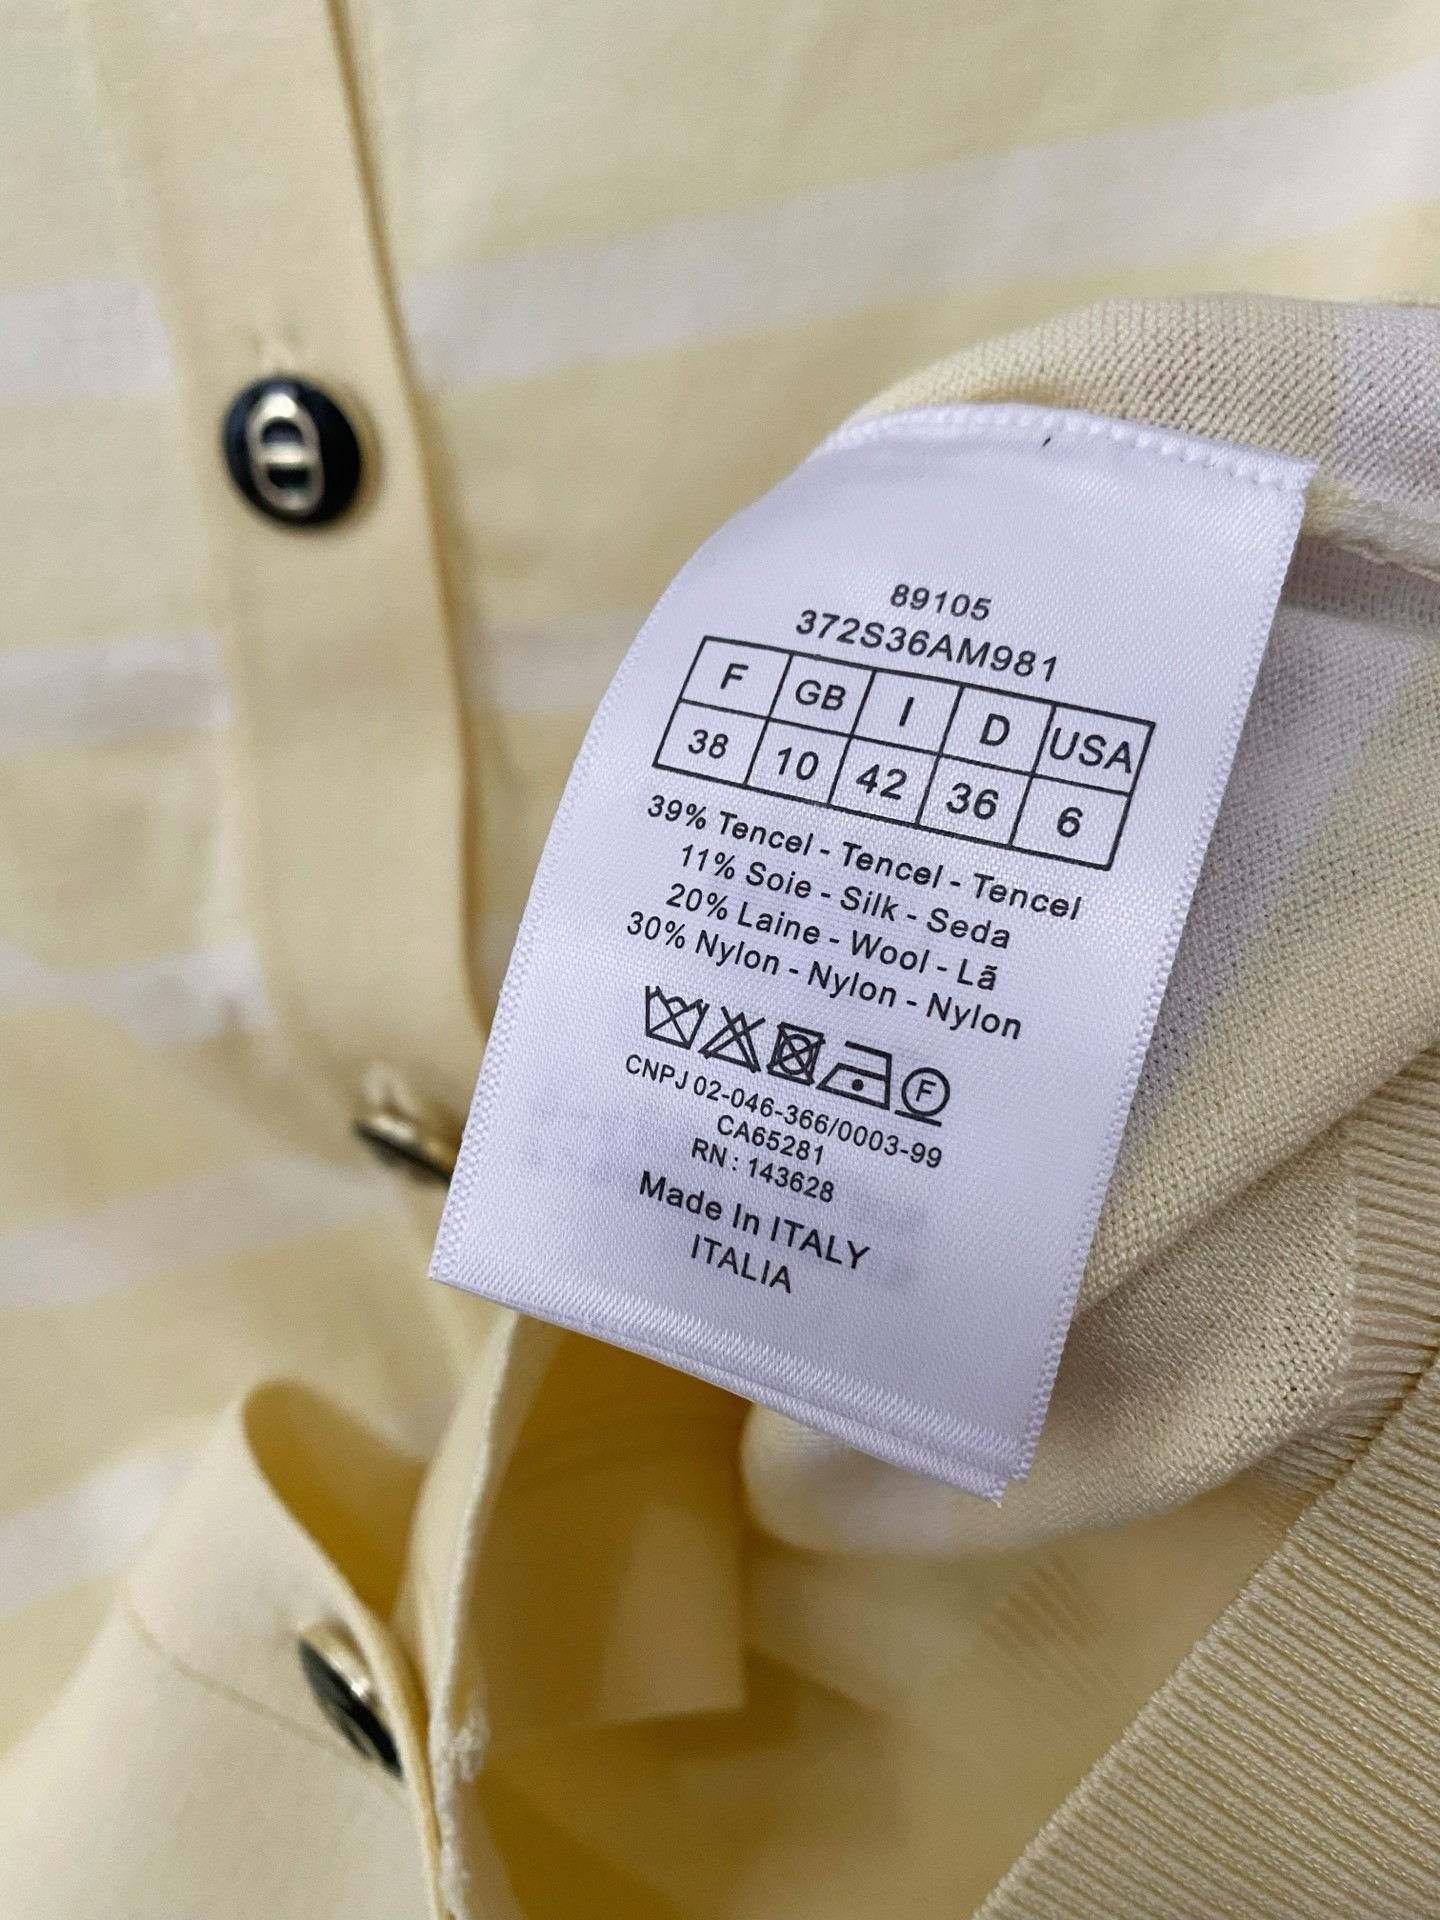 89105
372S36AM981
F GB I D USA
38 10 42 36 6
39% Tencel - Tencel - Tencel
11% Soie - Silk - Seda
20% Laine - Wool - Lã
30% Nylon - Nylon - Nylon
F
CNPJ 02-046-366/0003-99
CA65281
RN : 143628
Made In ITALY
ITALIA